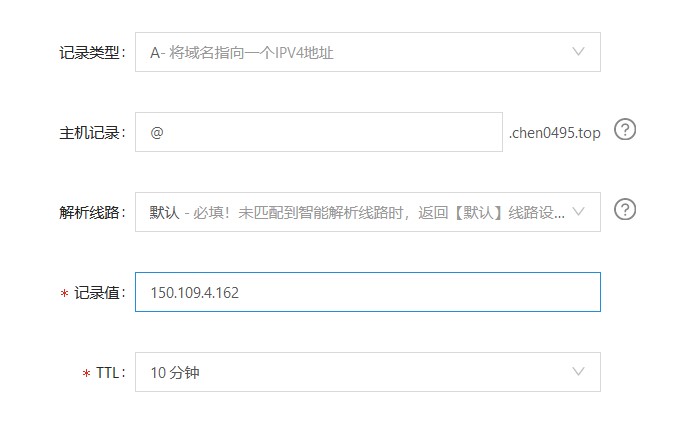 记录类型： A- 将域名指向一个IPV4地址
主机记录： @ .chen0495.top ?
解析线路： 默认 - 必填！未匹配到智能解析线路时，返回【默认】线路设... ?
* 记录值： 150.109.4.162
* TTL： 10 分钟